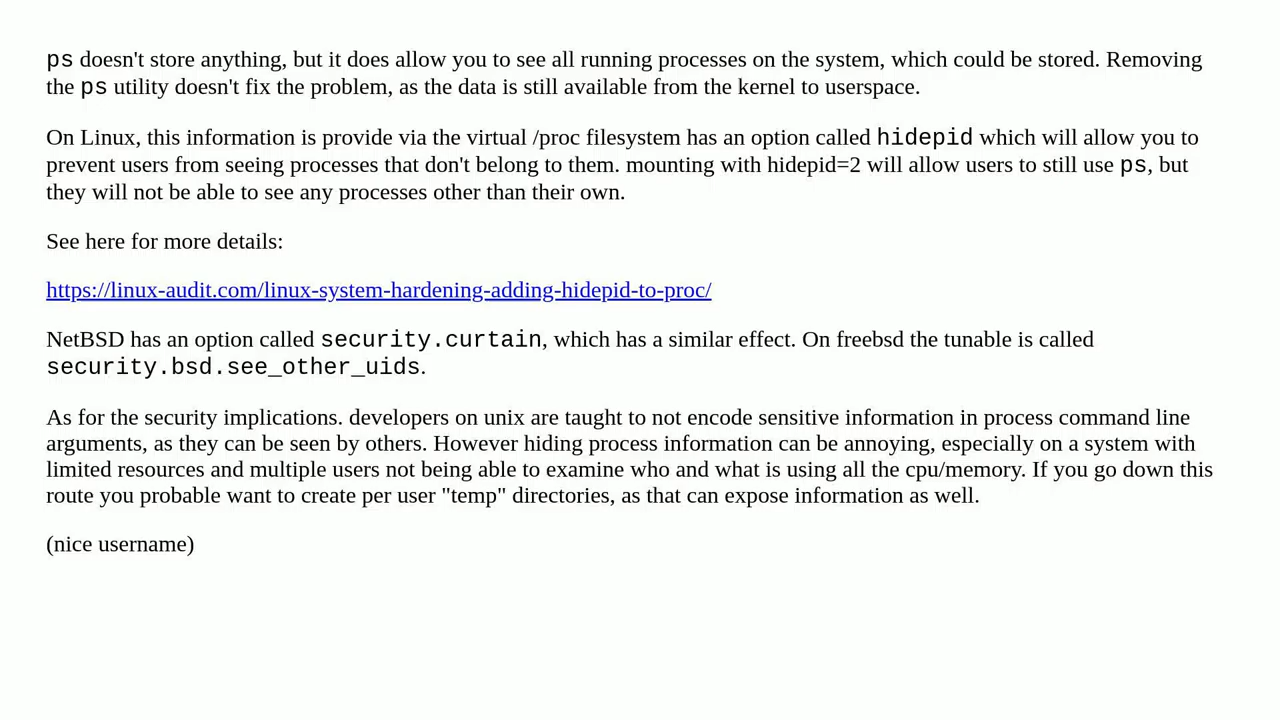 ps doesn't store anything, but it does allow you to see all running processes on the system, which could be stored. Removing
the ps utility doesn't fix the problem, as the data is still available from the kernel to userspace.
On Linux, this information is provide via the virtual /proc filesystem has an option called hidepid which will allow you to
prevent users from seeing processes that don't belong to them. mounting with hidepid=2 will allow users to still use ps, but
they will not be able to see any processes other than their own.
See here for more details:
https://linux-audit.com/linux-system-hardening-adding-hidepid-to-proc/
NetBSD has an option called security.curtain, which has a similar effect. On freebsd the tunable is called
security.bsd.see_other_uids.
As for the security implications. developers on unix are taught to not encode sensitive information in process command line
arguments, as they can be seen by others. However hiding process information can be annoying, especially on a system with
limited resources and multiple users not being able to examine who and what is using all the cpu/memory. If you go down this
route you probable want to create per user "temp" directories, as that can expose information as well.
(nice username)